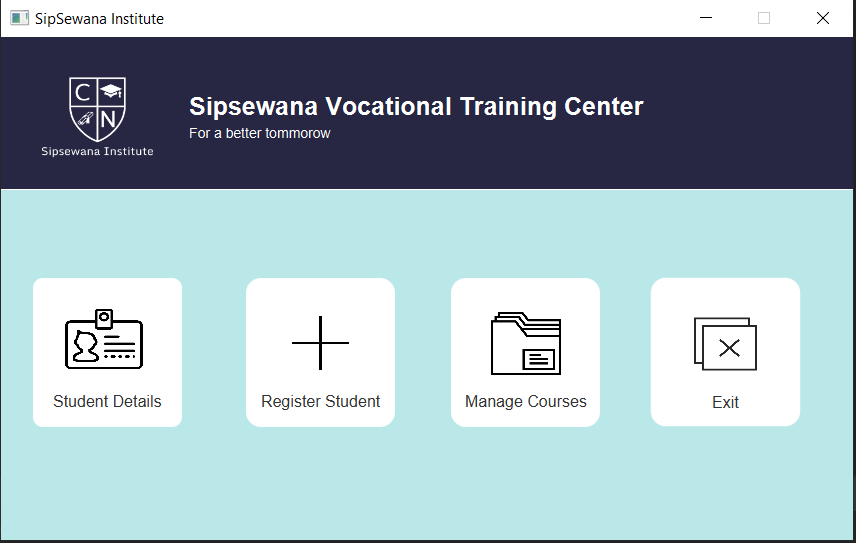 SipSewana Institute
C
N
Sipsewana Institute
Sipsewana Vocational Training Center
For a better tommorow
Student Details
Register Student
Manage Courses
Exit